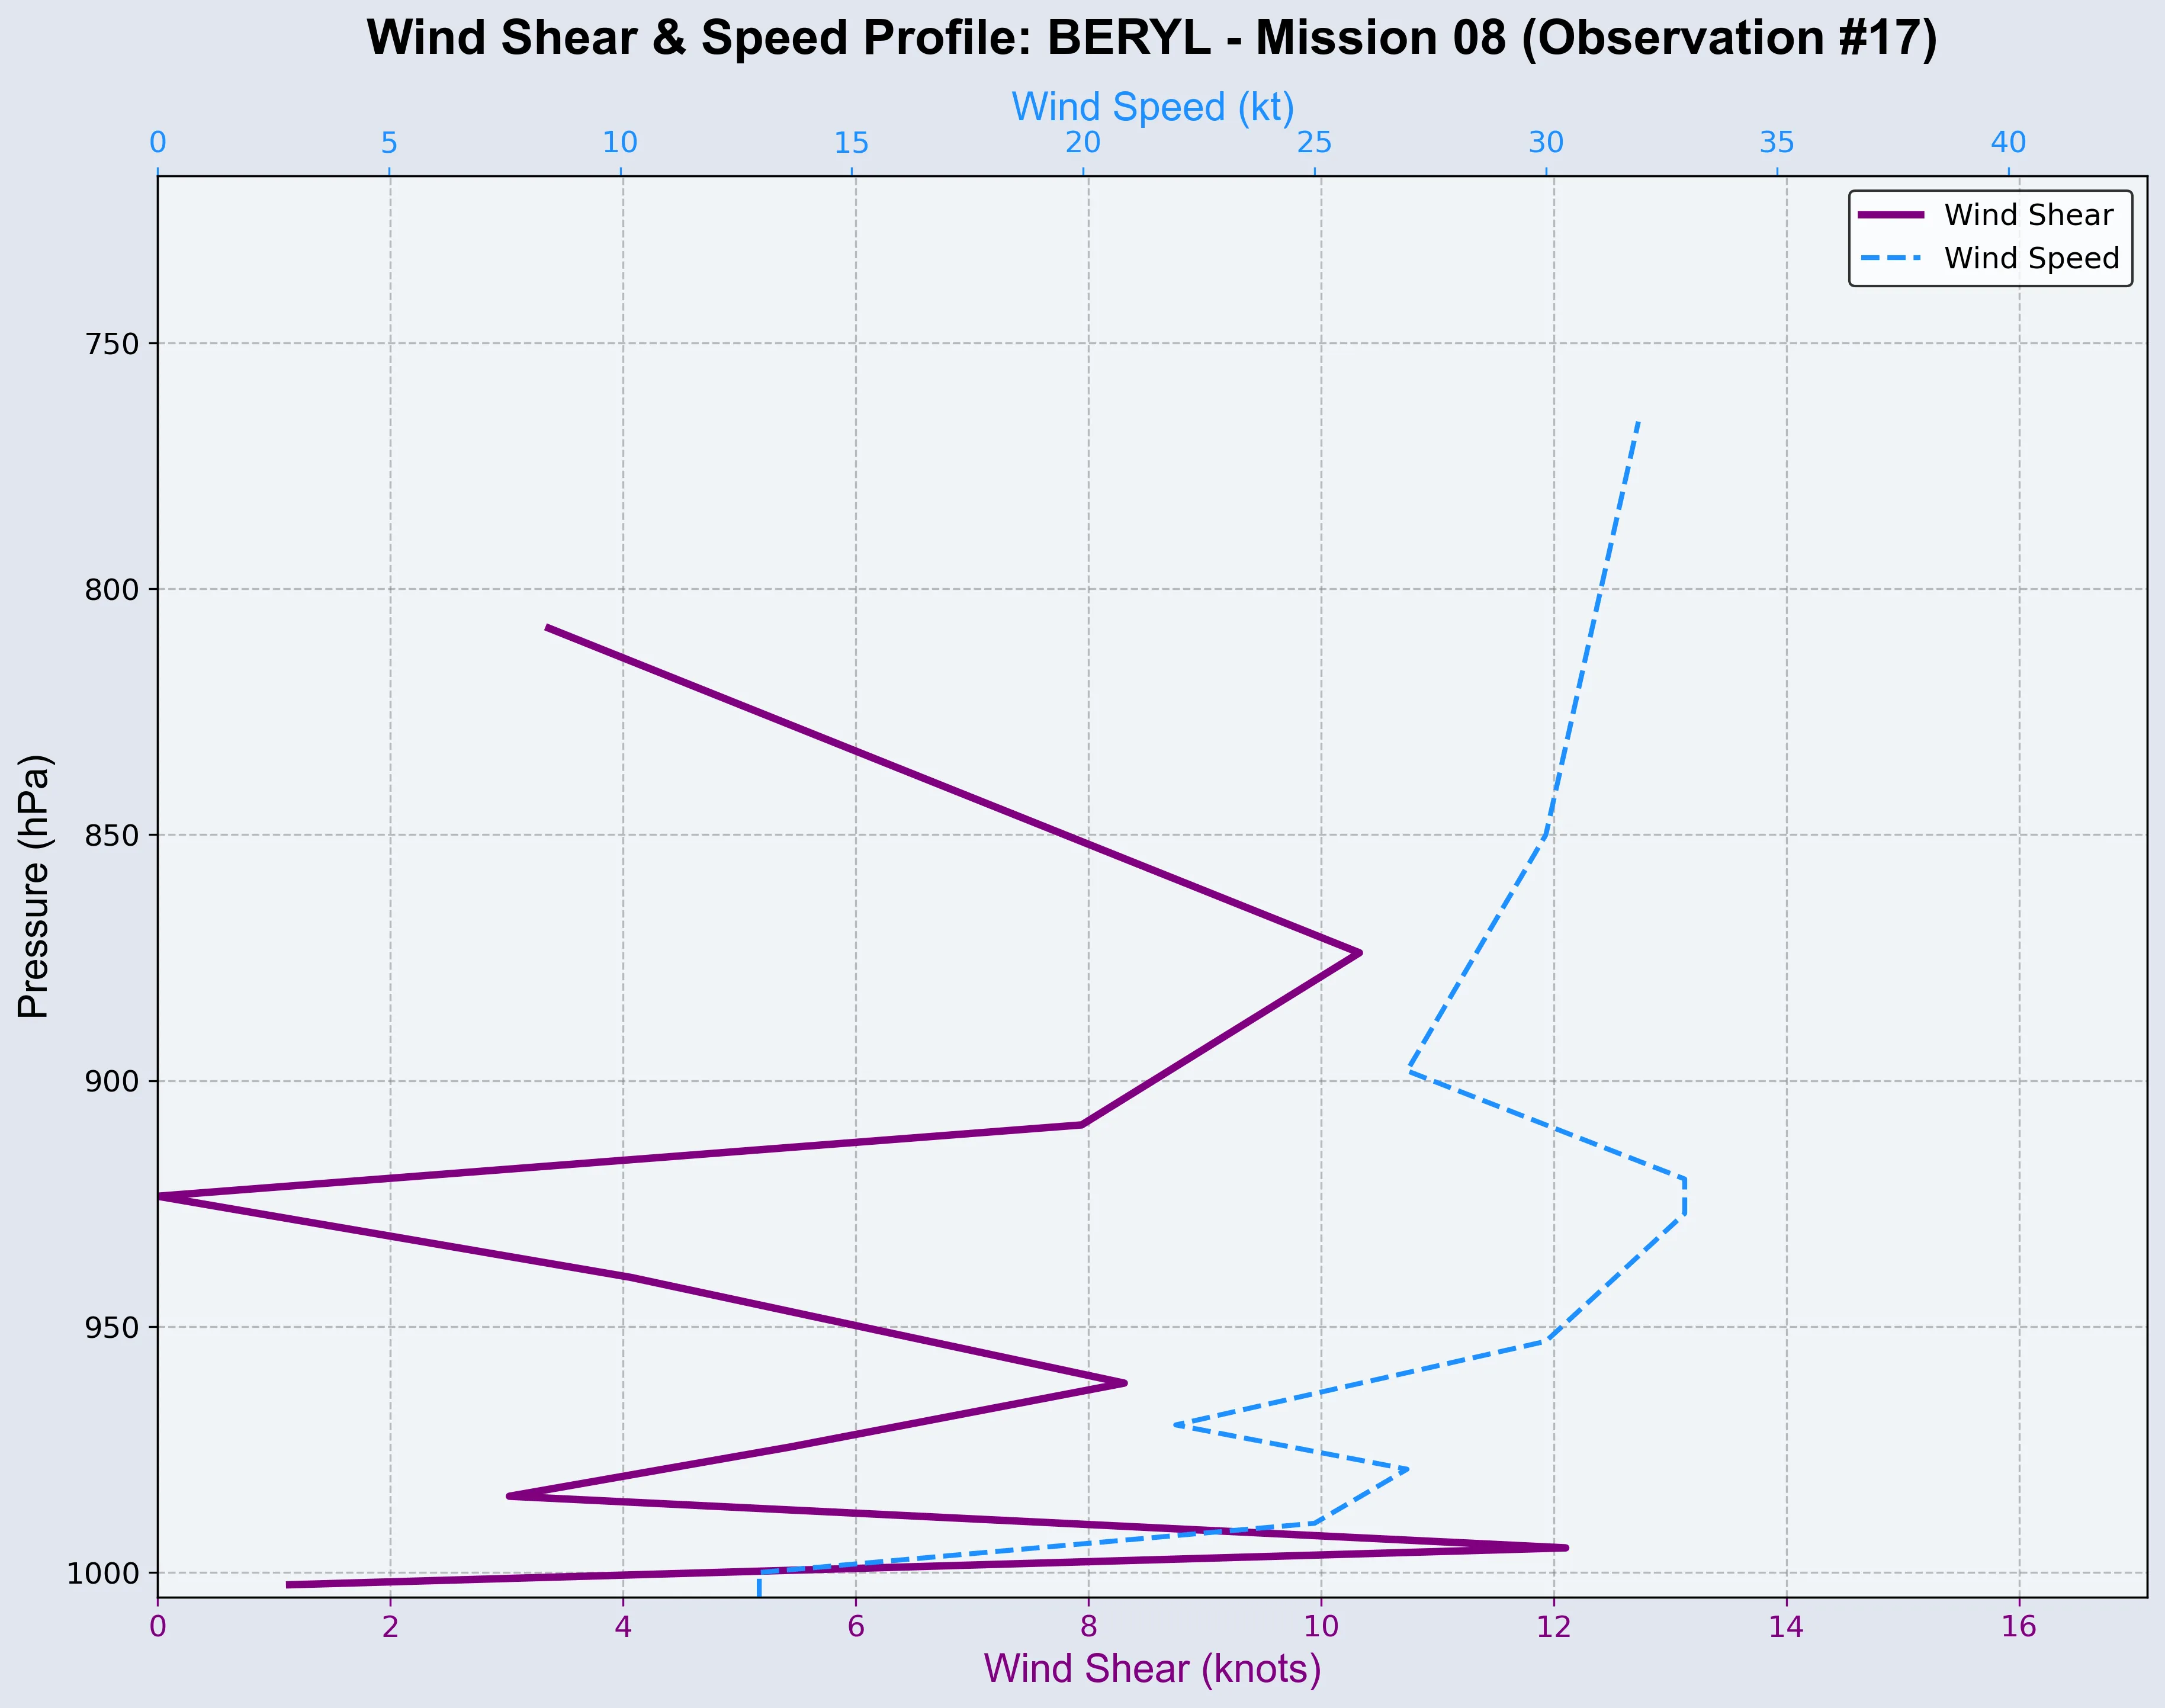 Wind Shear & Speed Profile: BERYL - Mission 08 (Observation #17)
Wind Speed (kt)
0 5 10 15 20 25 30 35 40
Wind Shear
Wind Speed
750
800
850
900
950
1000
Pressure (hPa)
0 2 4 6 8 10 12 14 16
Wind Shear (knots)